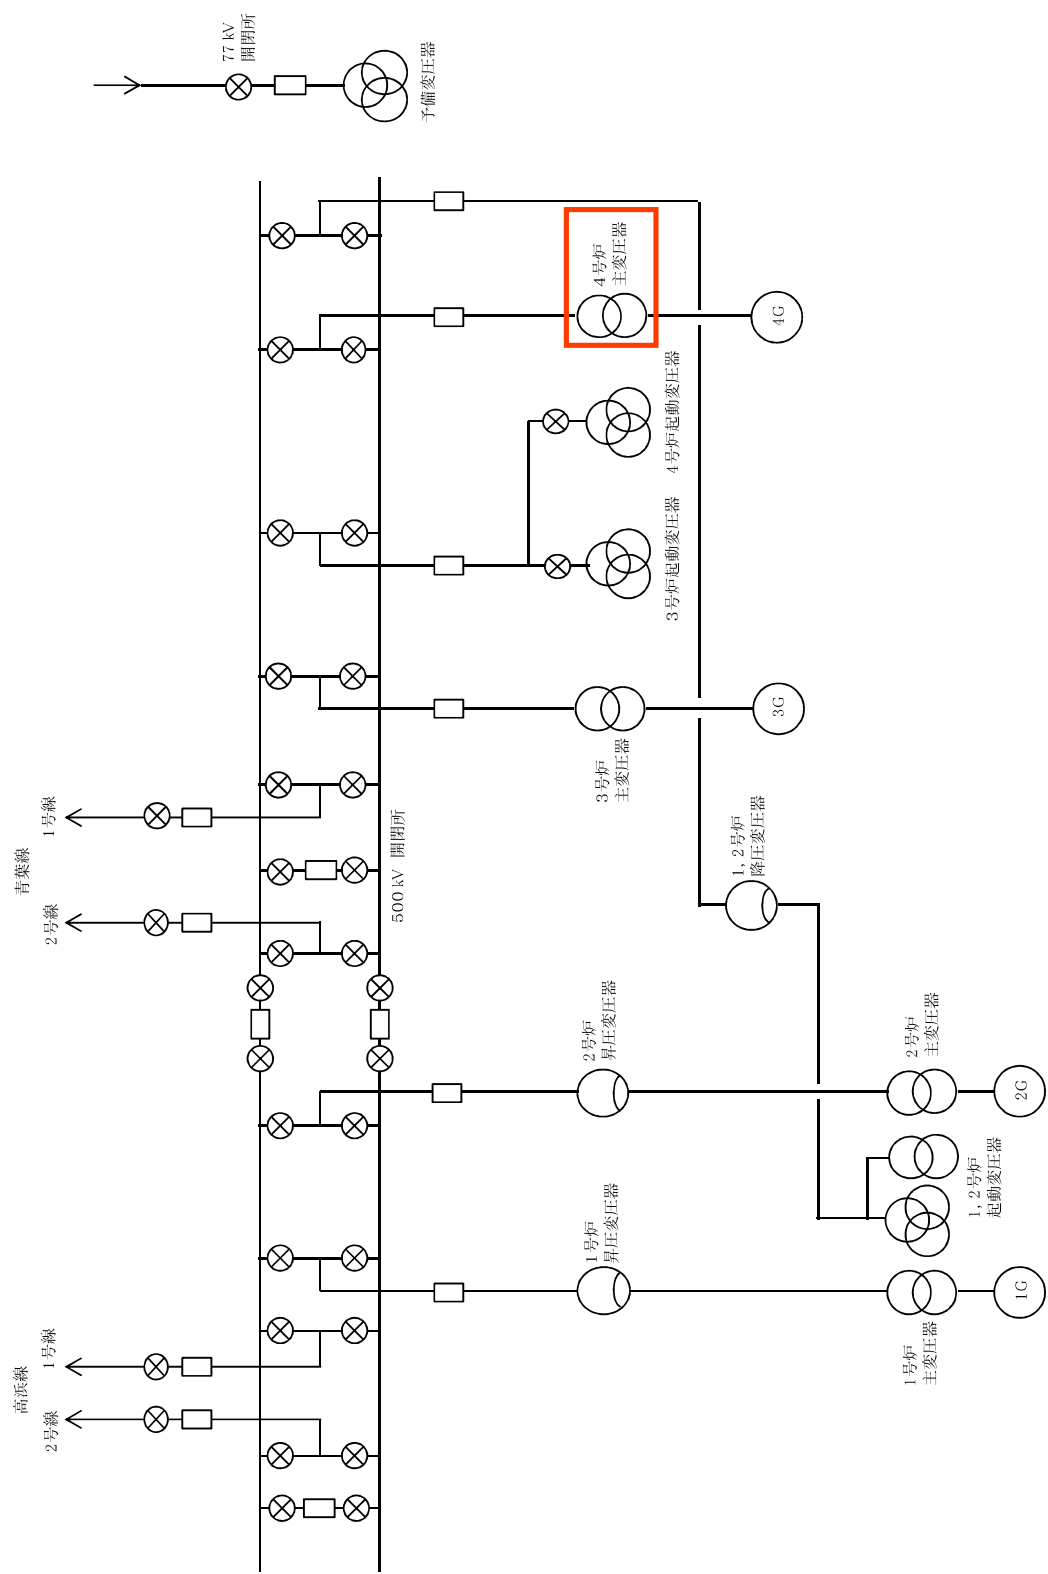 77 kV
開閉所
予備変圧器
4号炉
主変圧器
4G
4号炉起動変圧器
3号炉起動変圧器
3G
3号炉
主変圧器
青葉線
1号線
2号線
500 kV 開閉所
1, 2号炉
降圧変圧器
2号炉
昇圧変圧器
2号炉
主変圧器
2G
1, 2号炉
起動変圧器
1号炉
昇圧変圧器
1号炉
主変圧器
1G
高浜線
1号線
2号線